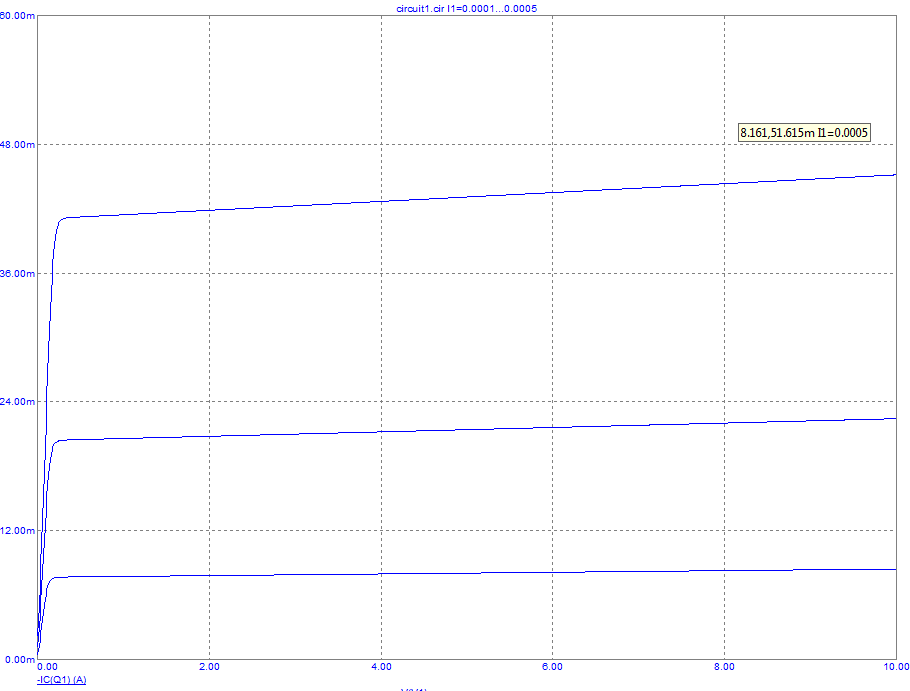 circuit1.cir I1=0.0001...0.0005
60.00m
8.161,51.615m I1=0.0005
48.00m
36.00m
24.00m
12.00m
0.00m
0.00 2.00 4.00 6.00 8.00 10.00
-IC(Q1) (A)